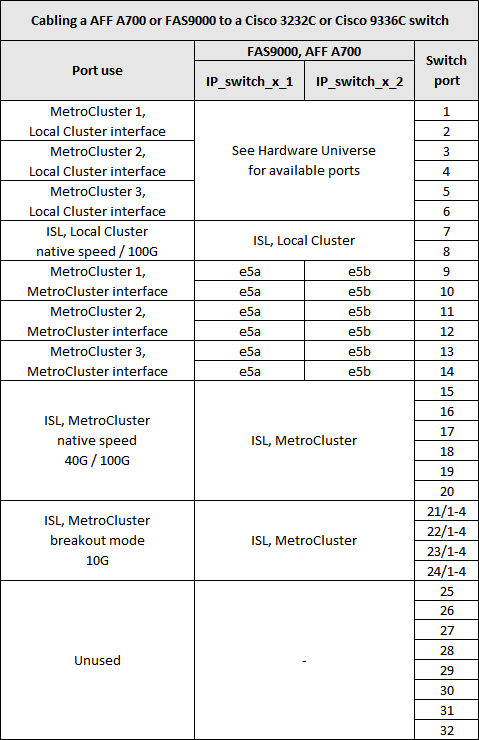 Cabling a AFF A700 or FAS9000 to a Cisco 3232C or Cisco 9336C switch
Port use
FAS9000, AFF A700
Switch
port
IP_switch_x_1
IP_switch_x_2
MetroCluster 1,
Local Cluster interface
See Hardware Universe
for available ports
1
2
MetroCluster 2,
Local Cluster interface
3
4
MetroCluster 3,
Local Cluster interface
5
6
ISL, Local Cluster
native speed / 100G
ISL, Local Cluster
7
8
MetroCluster 1,
MetroCluster interface
e5a
e5b
9
e5a
e5b
10
MetroCluster 2,
MetroCluster interface
e5a
e5b
11
e5a
e5b
12
MetroCluster 3,
MetroCluster interface
e5a
e5b
13
e5a
e5b
14
ISL, MetroCluster
native speed
40G / 100G
ISL, MetroCluster
15
16
17
18
19
20
ISL, MetroCluster
breakout mode
10G
ISL, MetroCluster
21/1-4
22/1-4
23/1-4
24/1-4
Unused
-
25
26
27
28
29
30
31
32